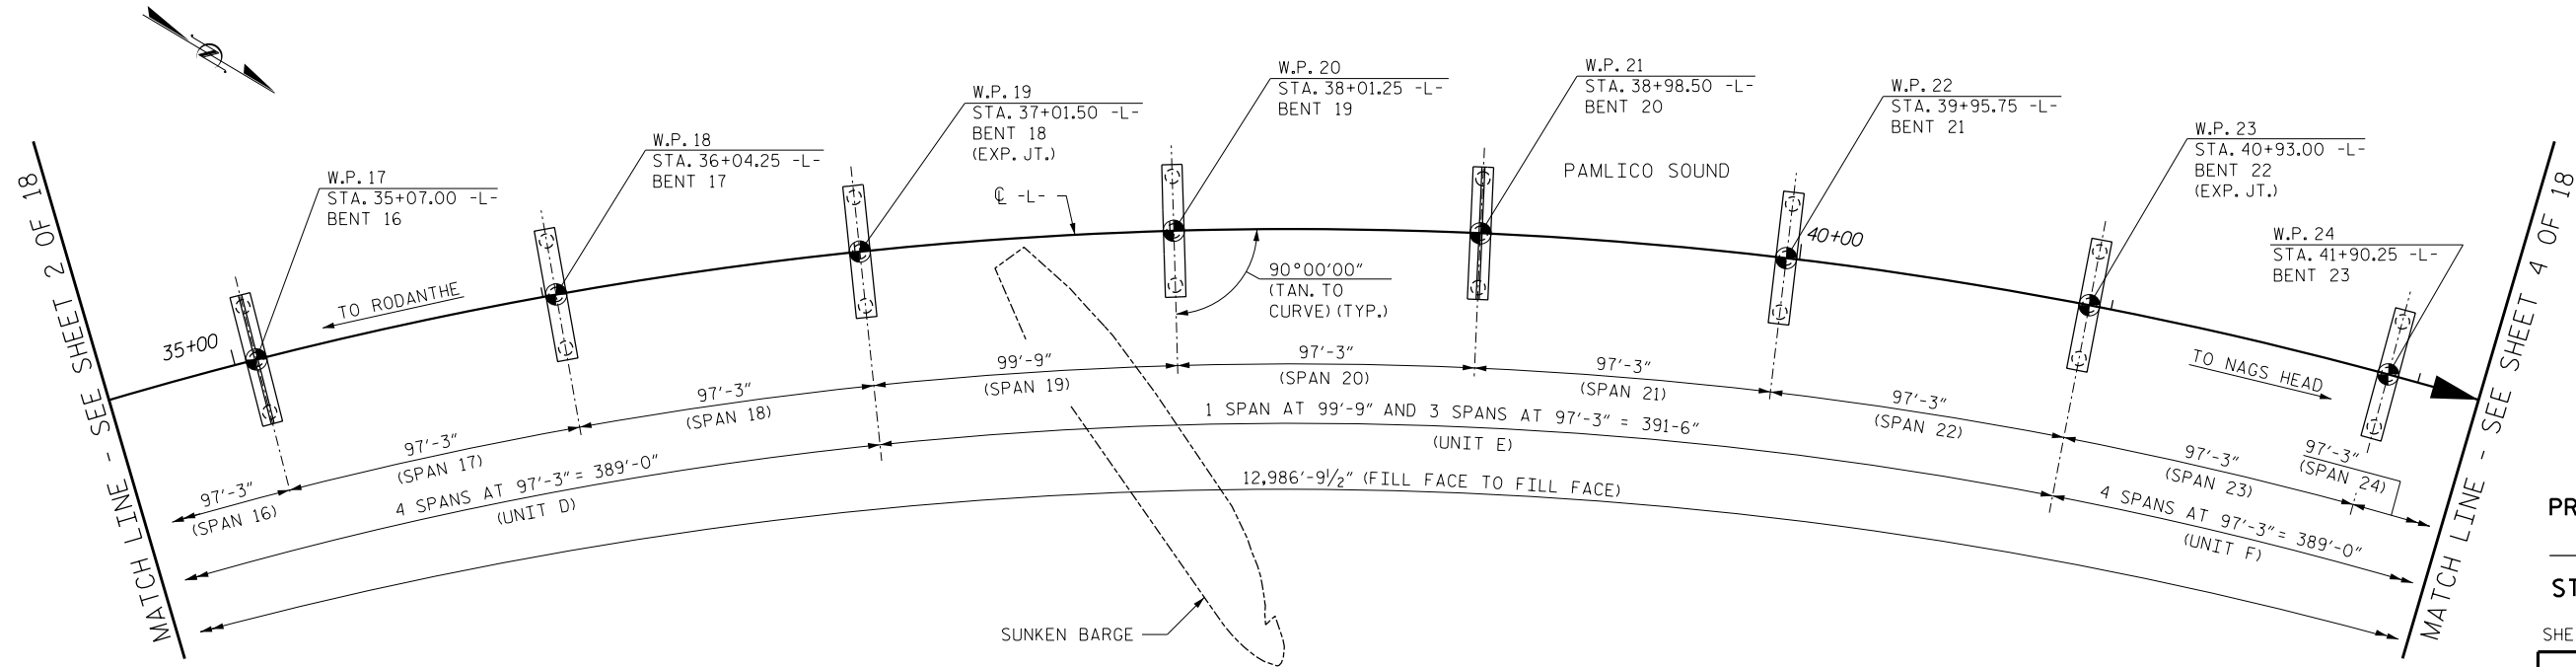 N
MATCH LINE - SEE SHEET 2 OF 18
W.P. 17
STA. 35+07.00 -L-
BENT 16
W.P. 18
STA. 36+04.25 -L-
BENT 17
W.P. 19
STA. 37+01.50 -L-
BENT 18
(EXP. JT.)
W.P. 20
STA. 38+01.25 -L-
BENT 19
W.P. 21
STA. 38+98.50 -L-
BENT 20
W.P. 22
STA. 39+95.75 -L-
BENT 21
W.P. 23
STA. 40+93.00 -L-
BENT 22
(EXP. JT.)
W.P. 24
STA. 41+90.25 -L-
BENT 23
PAMLICO SOUND
℄ -L-
35+00
TO RODANTHE
90°00'00"
(TAN. TO
CURVE) (TYP.)
40+00
TO NAGS HEAD
97'-3"
(SPAN 16)
97'-3"
(SPAN 17)
97'-3"
(SPAN 18)
99'-9"
(SPAN 19)
97'-3"
(SPAN 20)
97'-3"
(SPAN 21)
97'-3"
(SPAN 22)
97'-3"
(SPAN 23)
97'-3"
(SPAN 24)
4 SPANS AT 97'-3" = 389'-0"
(UNIT D)
1 SPAN AT 99'-9" AND 3 SPANS AT 97'-3" = 391-6"
(UNIT E)
4 SPANS AT 97'-3" = 389'-0"
(UNIT F)
12,986'-9½" (FILL FACE TO FILL FACE)
SUNKEN BARGE
MATCH LINE - SEE SHEET 4 OF 18
PR
ST
SHE